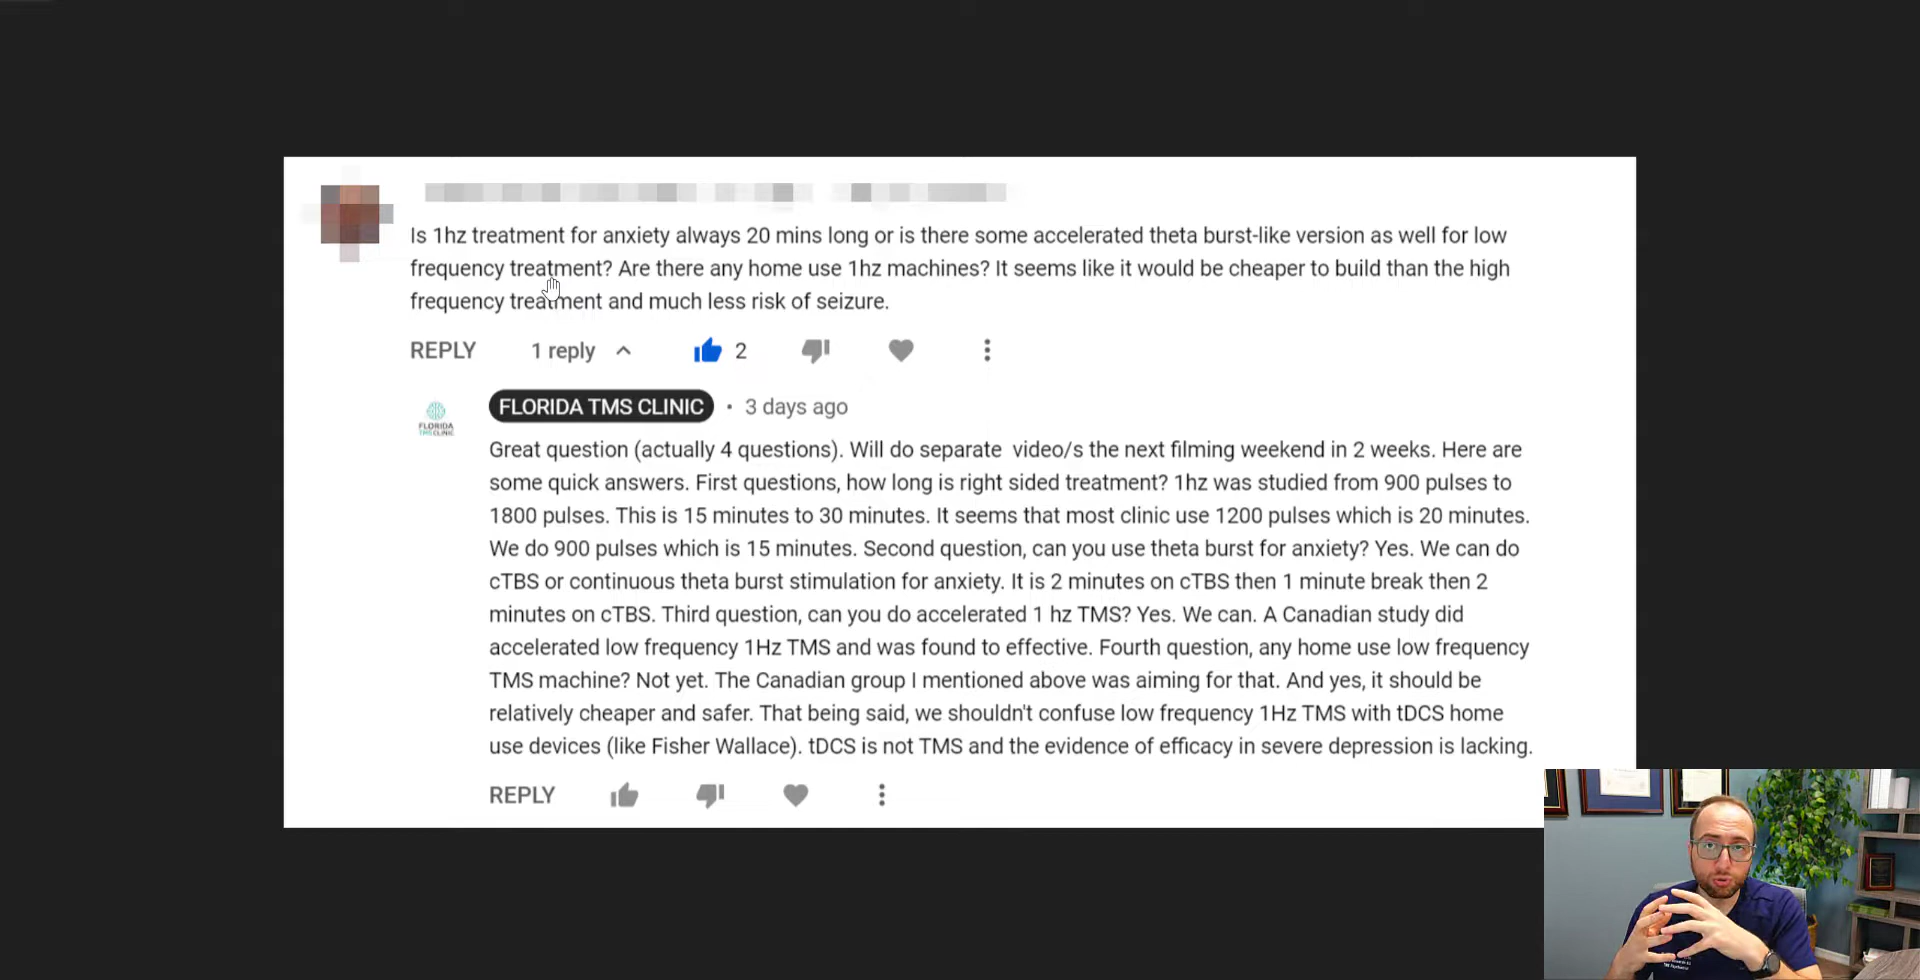 Is 1hz treatment for anxiety always 20 mins long or is there some accelerated theta burst-like version as well for low
frequency treatment? Are there any home use 1hz machines? It seems like it would be cheaper to build than the high
frequency treatment and much less risk of seizure.
REPLY 1 reply 2
FLORIDA TMS CLINIC • 3 days ago
FLORIDA
TMS CLINIC
Great question (actually 4 questions). Will do separate video/s the next filming weekend in 2 weeks. Here are
some quick answers. First questions, how long is right sided treatment? 1hz was studied from 900 pulses to
1800 pulses. This is 15 minutes to 30 minutes. It seems that most clinic use 1200 pulses which is 20 minutes.
We do 900 pulses which is 15 minutes. Second question, can you use theta burst for anxiety? Yes. We can do
cTBS or continuous theta burst stimulation for anxiety. It is 2 minutes on cTBS then 1 minute break then 2
minutes on cTBS. Third question, can you do accelerated 1 hz TMS? Yes. We can. A Canadian study did
accelerated low frequency 1Hz TMS and was found to effective. Fourth question, any home use low frequency
TMS machine? Not yet. The Canadian group I mentioned above was aiming for that. And yes, it should be
relatively cheaper and safer. That being said, we shouldn't confuse low frequency 1Hz TMS with tDCS home
use devices (like Fisher Wallace). tDCS is not TMS and the evidence of efficacy in severe depression is lacking.
REPLY